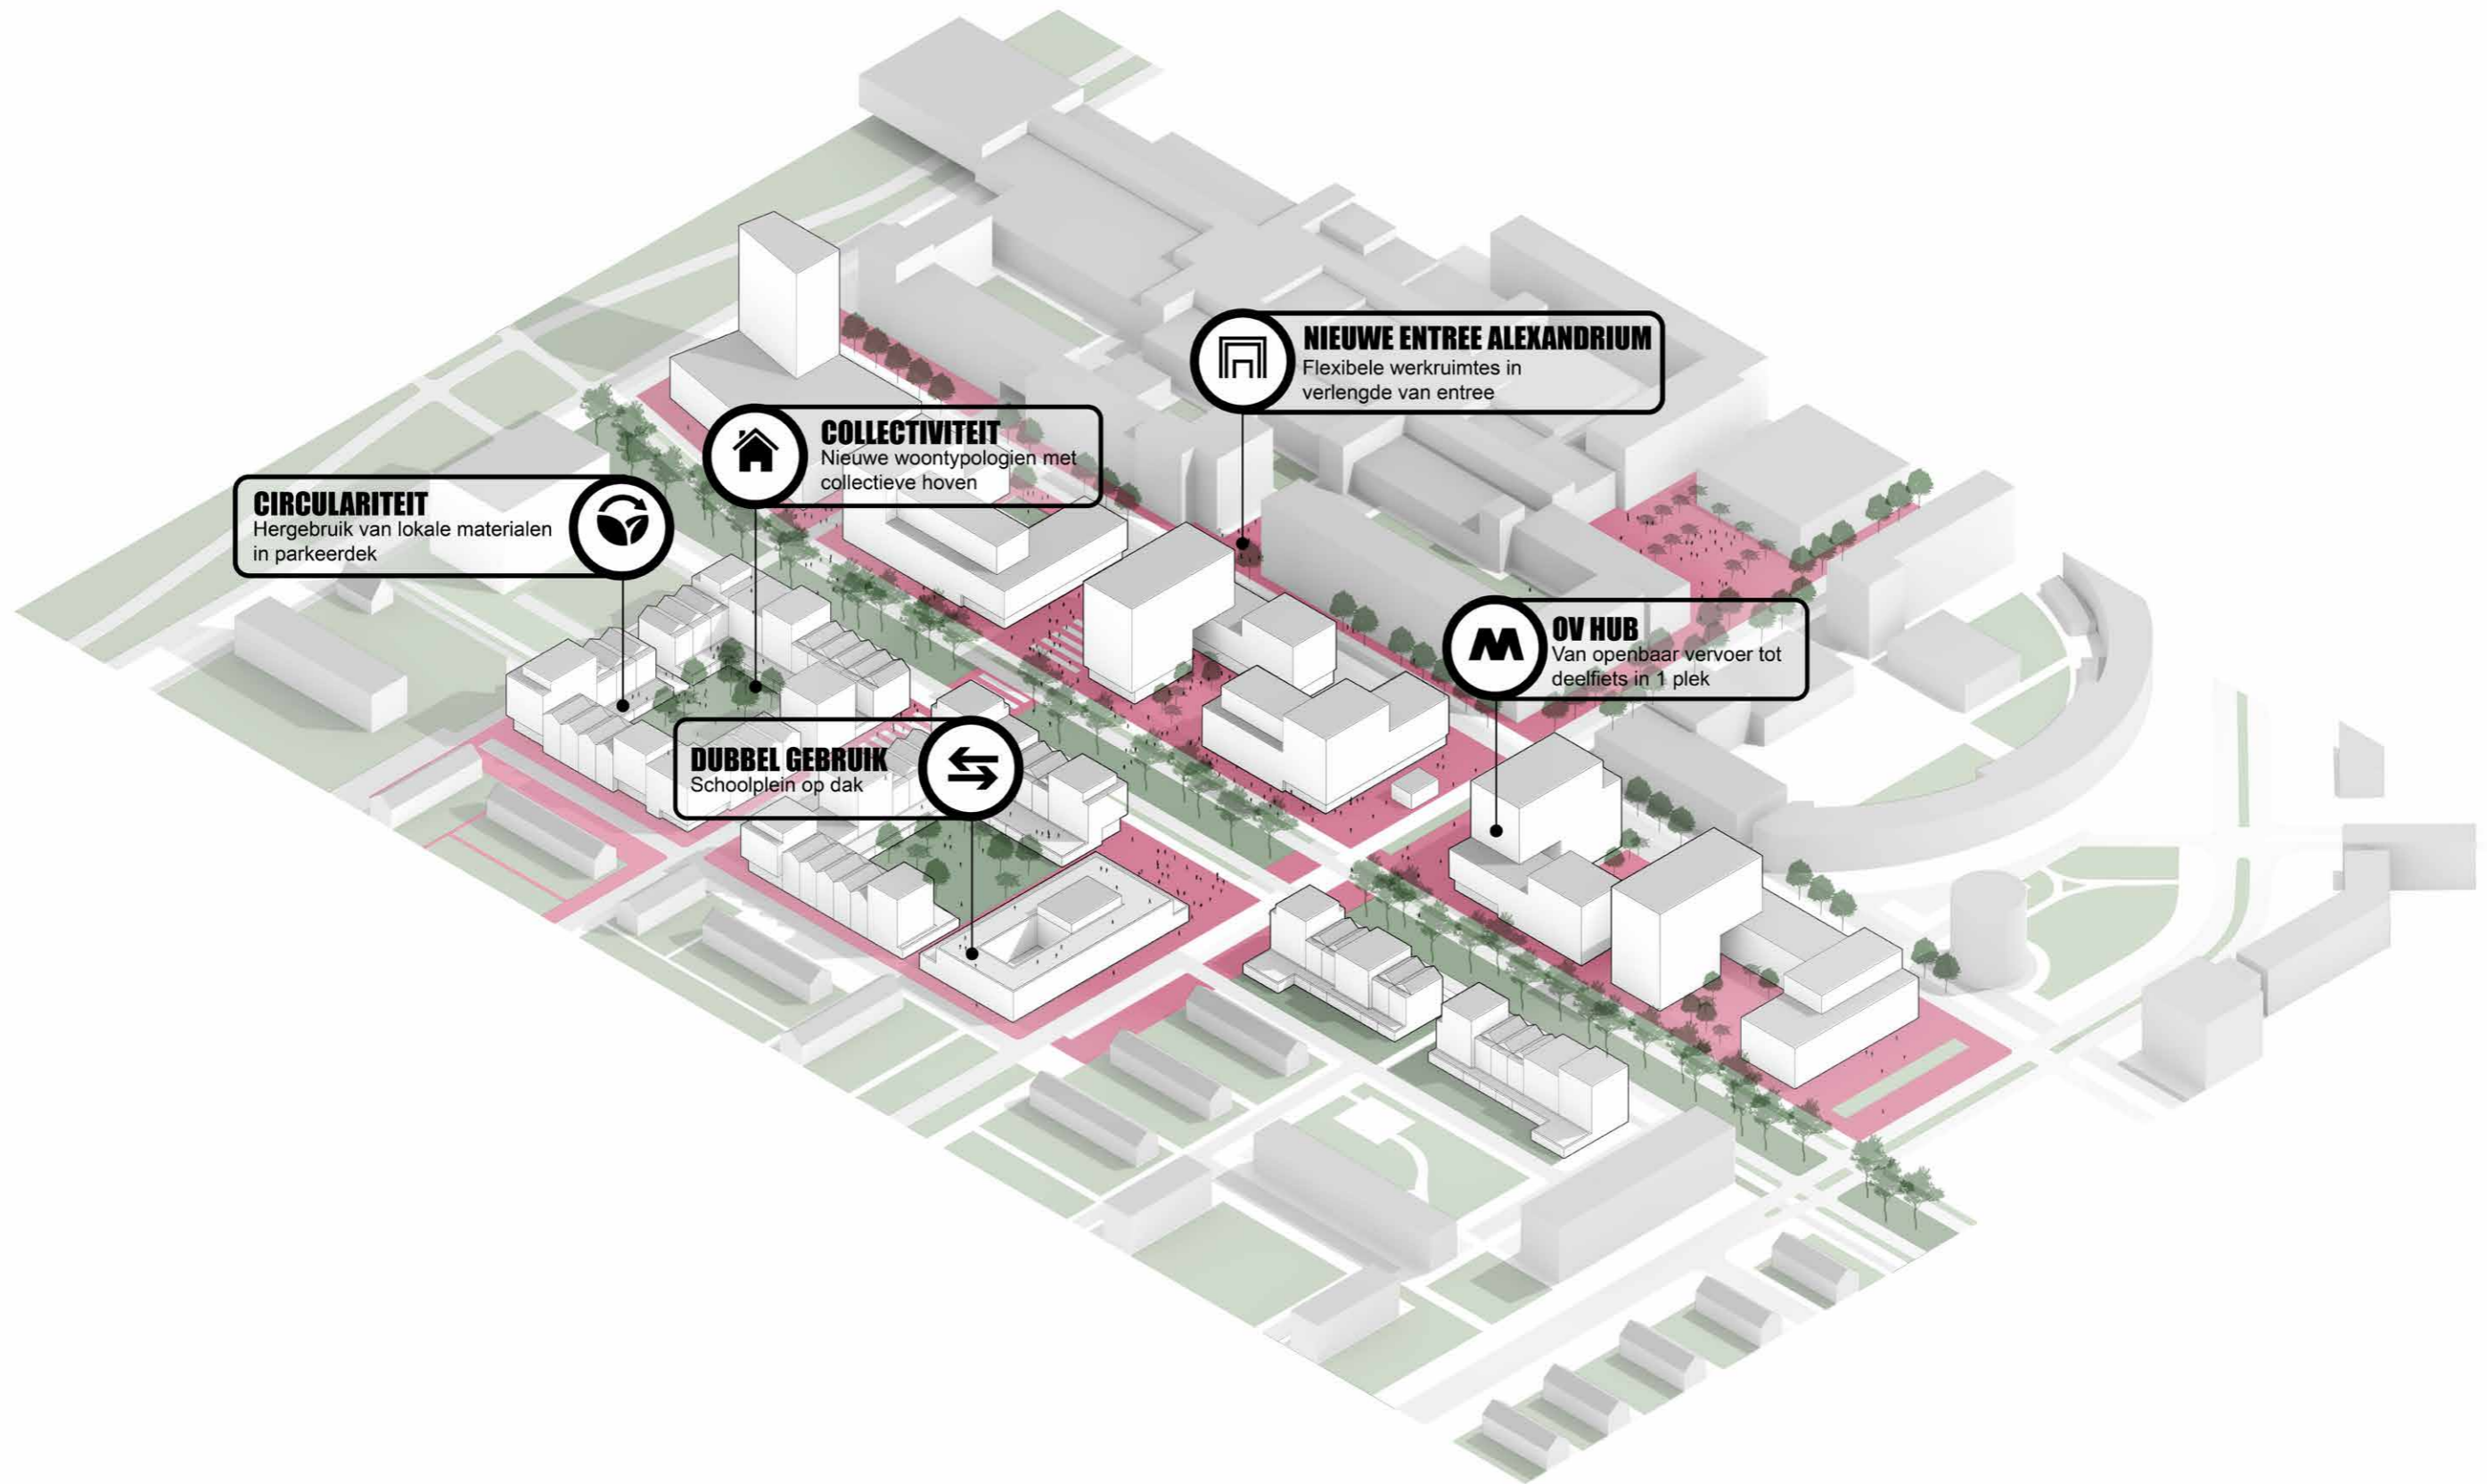 NIEUWE ENTREE ALEXANDRIUM
Flexibele werkruimtes in
verlengde van entree
COLLECTIVITEIT
Nieuwe woontypologien met
collectieve hoven
CIRCULARITEIT
Hergebruik van lokale materialen
in parkeerdek
OV HUB
Van openbaar vervoer tot
deelfiets in 1 plek
DUBBEL GEBRUIK
Schoolplein op dak